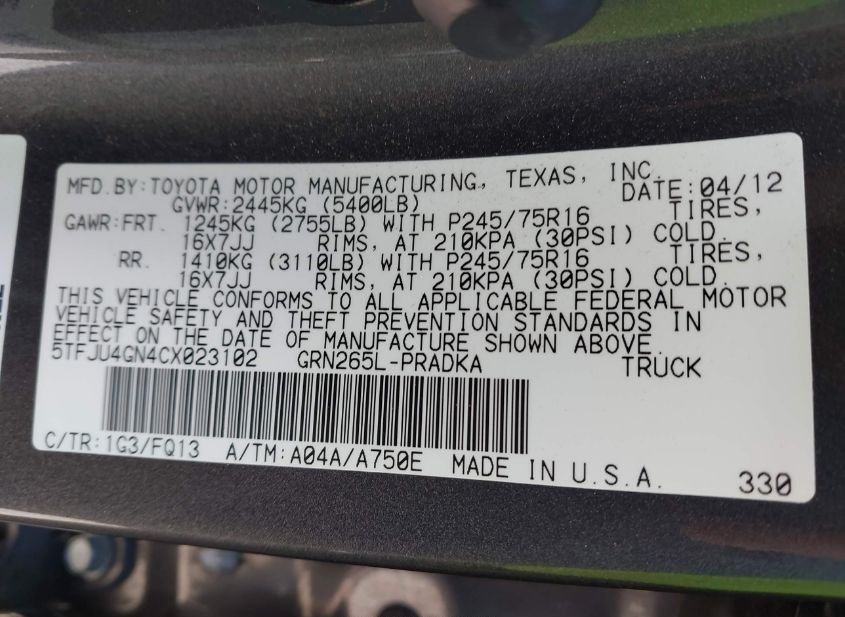 MFD.BY:TOYOTA MOTOR MANUFACTURING, TEXAS, INC.
GVWR:2445KG (5400LB) DATE:04/12
GAWR:FRT. 1245KG (2755LB) WITH P245/75R16 TIRES,
16X7JJ RIMS, AT 210KPA (30PSI) COLD.
RR. 1410KG (3110LB) WITH P245/75R16 TIRES,
16X7JJ RIMS, AT 210KPA (30PSI) COLD.
THIS VEHICLE CONFORMS TO ALL APPLICABLE FEDERAL MOTOR
VEHICLE SAFETY AND THEFT PREVENTION STANDARDS IN
EFFECT ON THE DATE OF MANUFACTURE SHOWN ABOVE.
5TFJU4GN4CX023102 GRN265L-PRADKA TRUCK
C/TR:1G3/FQ13 A/TM:A04A/A750E MADE IN U.S.A. 330